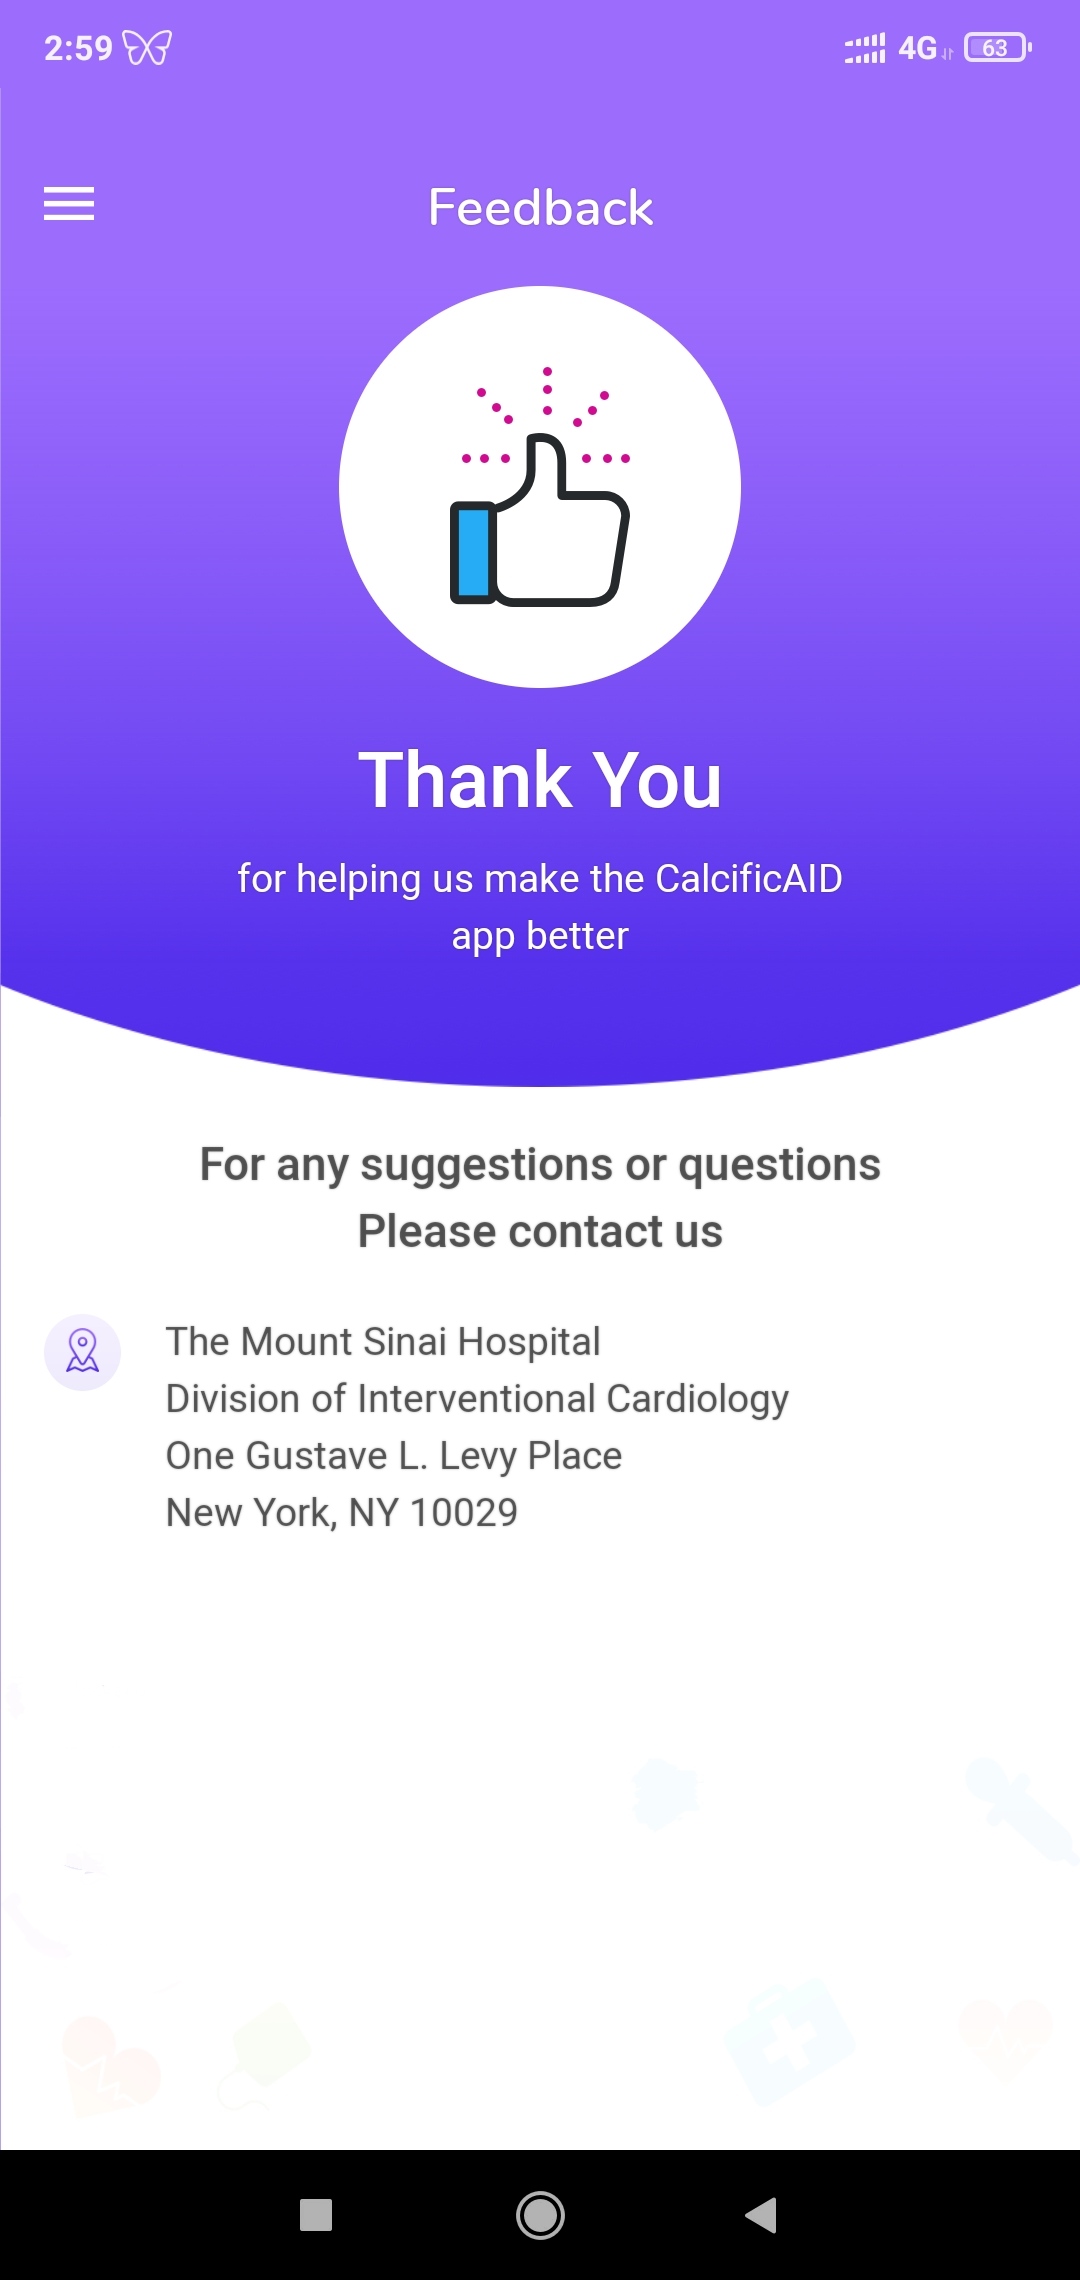 2:59 4G 63
Feedback
Thank You
for helping us make the CalcificAID
app better
For any suggestions or questions
Please contact us
The Mount Sinai Hospital
Division of Interventional Cardiology
One Gustave L. Levy Place
New York, NY 10029